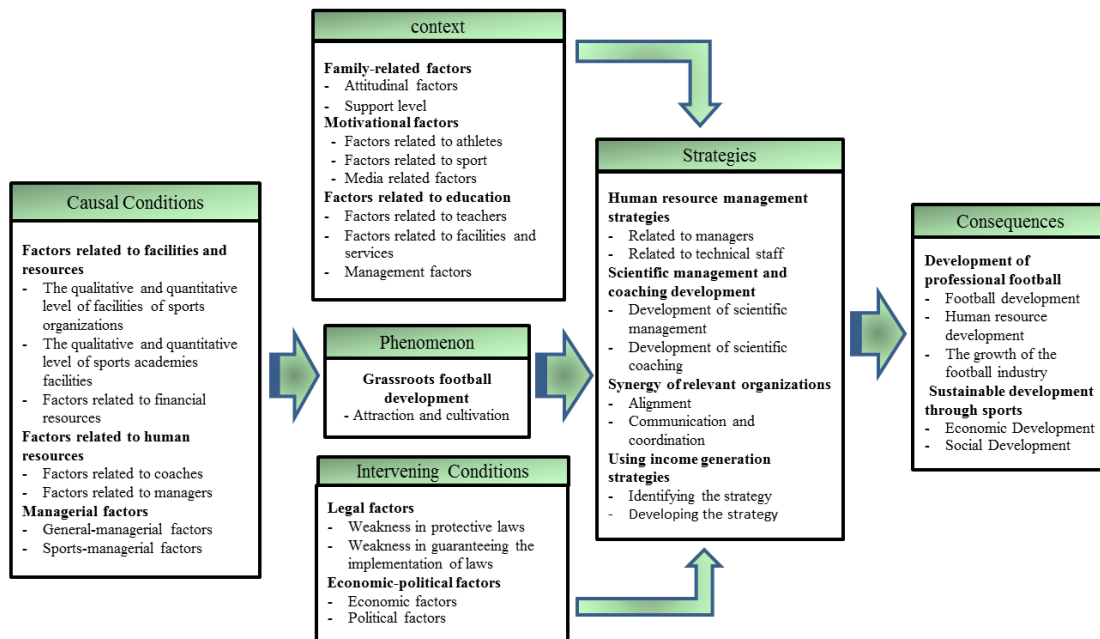 context
Family-related factors
- Attitudinal factors
- Support level
Motivational factors
- Factors related to athletes
- Factors related to sport
- Media related factors
Factors related to education
- Factors related to teachers
- Factors related to facilities and
services
- Management factors
Causal Conditions
Factors related to facilities and
resources
- The qualitative and quantitative
level of facilities of sports
organizations
- The qualitative and quantitative
level of sports academies
facilities
- Factors related to financial
resources
Factors related to human
resources
- Factors related to coaches
- Factors related to managers
Managerial factors
- General-managerial factors
- Sports-managerial factors
Phenomenon
Grassroots football
development
- Attraction and cultivation
Intervening Conditions
Legal factors
- Weakness in protective laws
- Weakness in guaranteeing the
implementation of laws
Economic-political factors
- Economic factors
- Political factors
Strategies
Human resource management
strategies
- Related to managers
- Related to technical staff
Scientific management and
coaching development
- Development of scientific
management
- Development of scientific
coaching
Synergy of relevant organizations
- Alignment
- Communication and
coordination
Using income generation
strategies
- Identifying the strategy
- Developing the strategy
Consequences
Development of
professional football
- Football development
- Human resource
development
- The growth of the
football industry
Sustainable development
through sports
- Economic Development
- Social Development